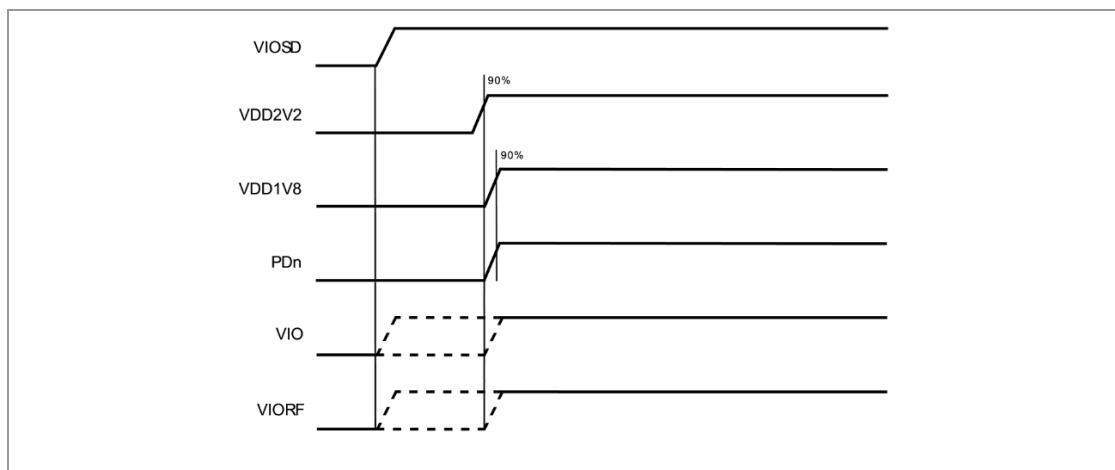 VIOSD
90%
VDD2V2
90%
VDD1V8
PDn
VIO
VIORF